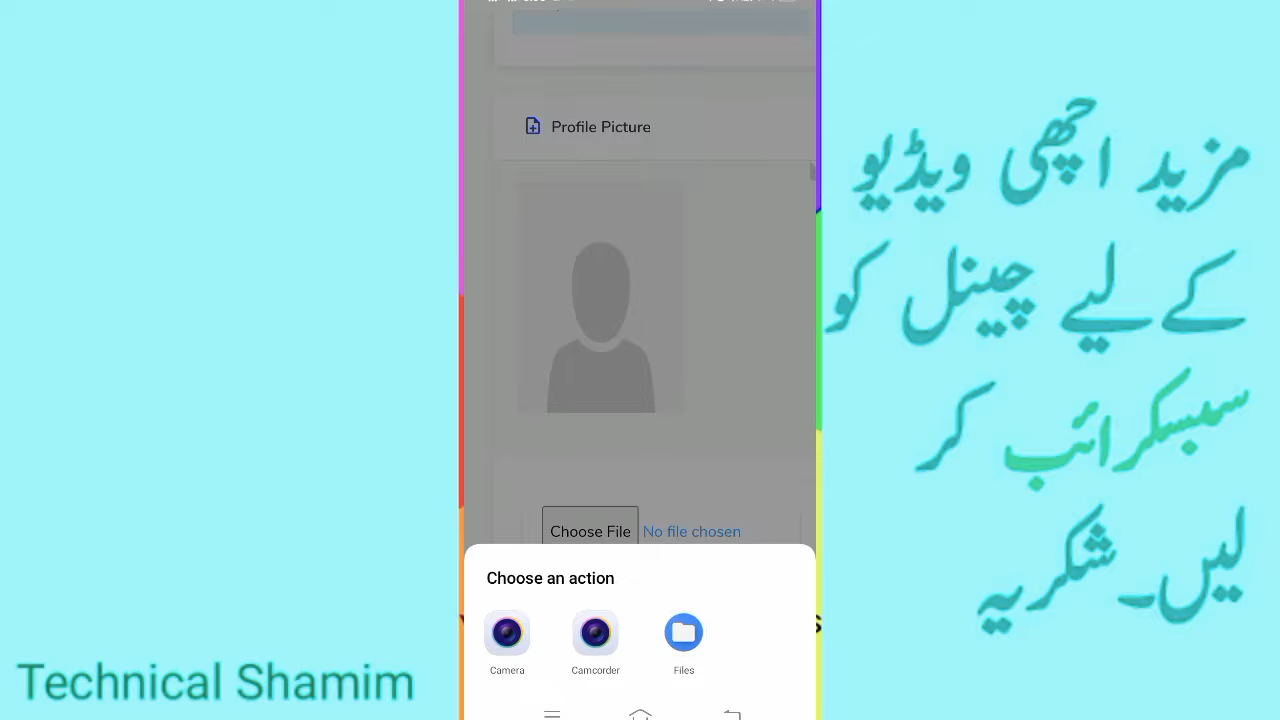 Profile Picture
Choose File No file chosen
Choose an action
Camera Camcorder Files
مزید اچھی ویڈیو
کے لیے چینل کو
سبسکرائب کر
لیں۔ شکریہ
Technical Shamim